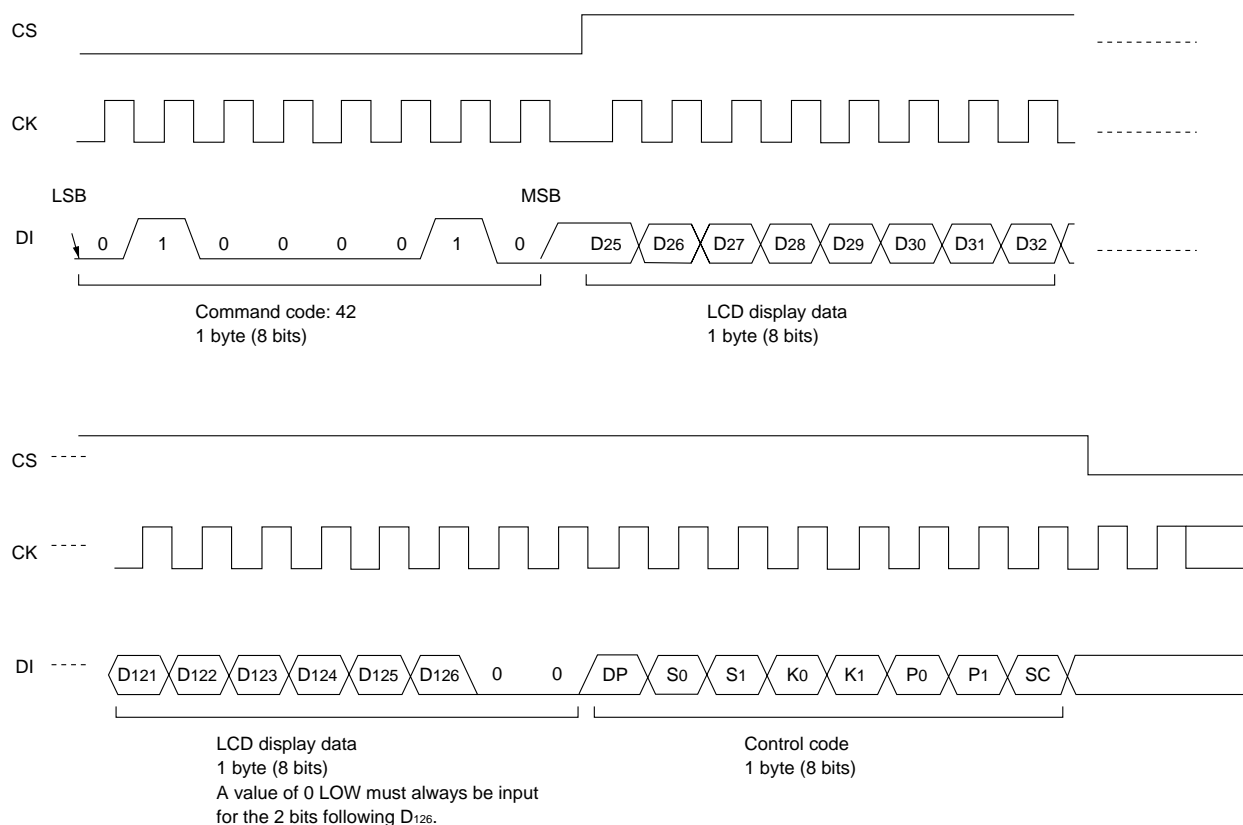 CS
CK
LSB MSB
DI 0 1 0 0 0 0 1 0 D25 D26 D27 D28 D29 D30 D31 D32
Command code: 42
1 byte (8 bits)
LCD display data
1 byte (8 bits)
CS
CK
DI D121 D122 D123 D124 D125 D126 0 0 DP S0 S1 K0 K1 P0 P1 SC
LCD display data
1 byte (8 bits)
A value of 0 LOW must always be input
for the 2 bits following D126.
Control code
1 byte (8 bits)